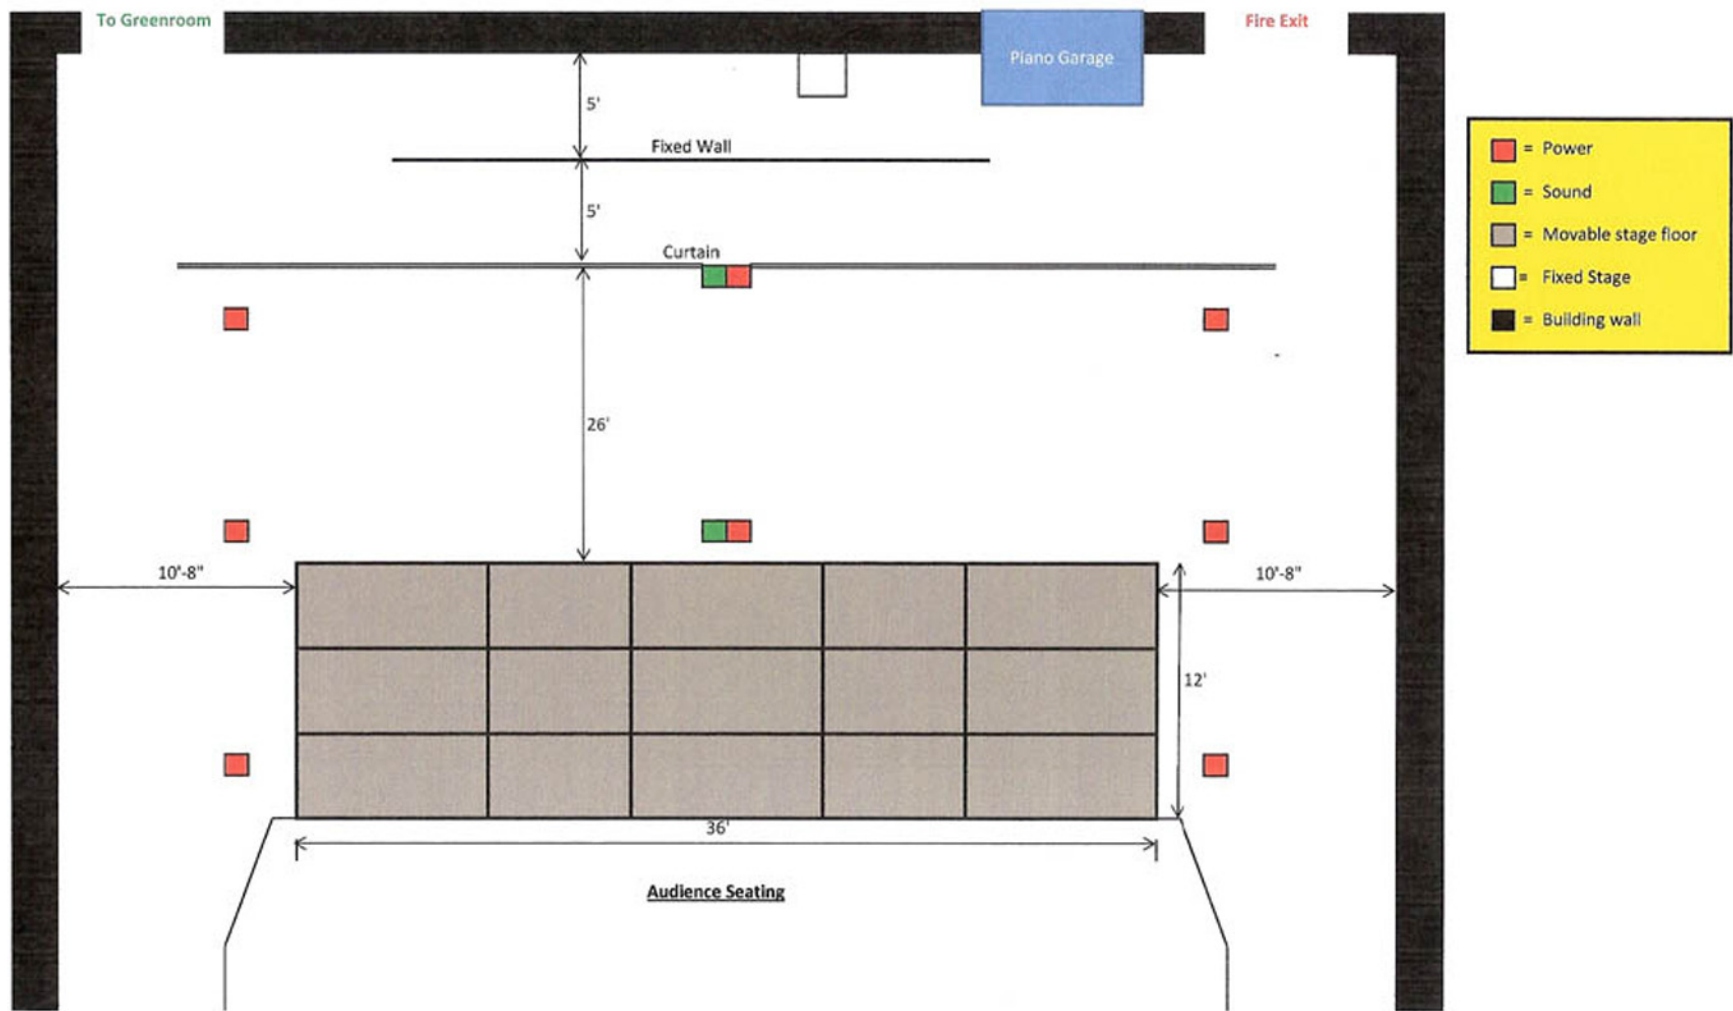 To Greenroom
Fire Exit
Piano Garage
5'
Fixed Wall
5'
Curtain
26'
10'-8"
10'-8"
12'
36'
Audience Seating
= Power
= Sound
= Movable stage floor
= Fixed Stage
= Building wall